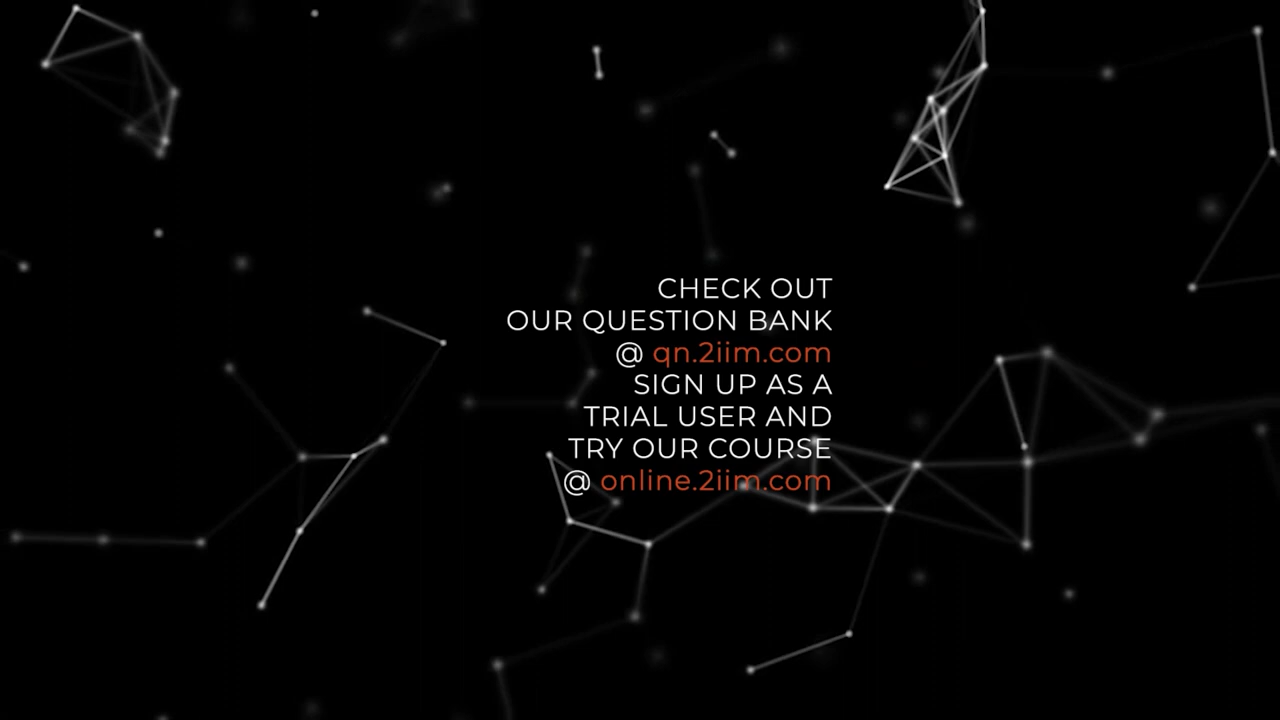 CHECK OUT
OUR QUESTION BANK
@ qn.2iim.com
SIGN UP AS A
TRIAL USER AND
TRY OUR COURSE
@ online.2iim.com